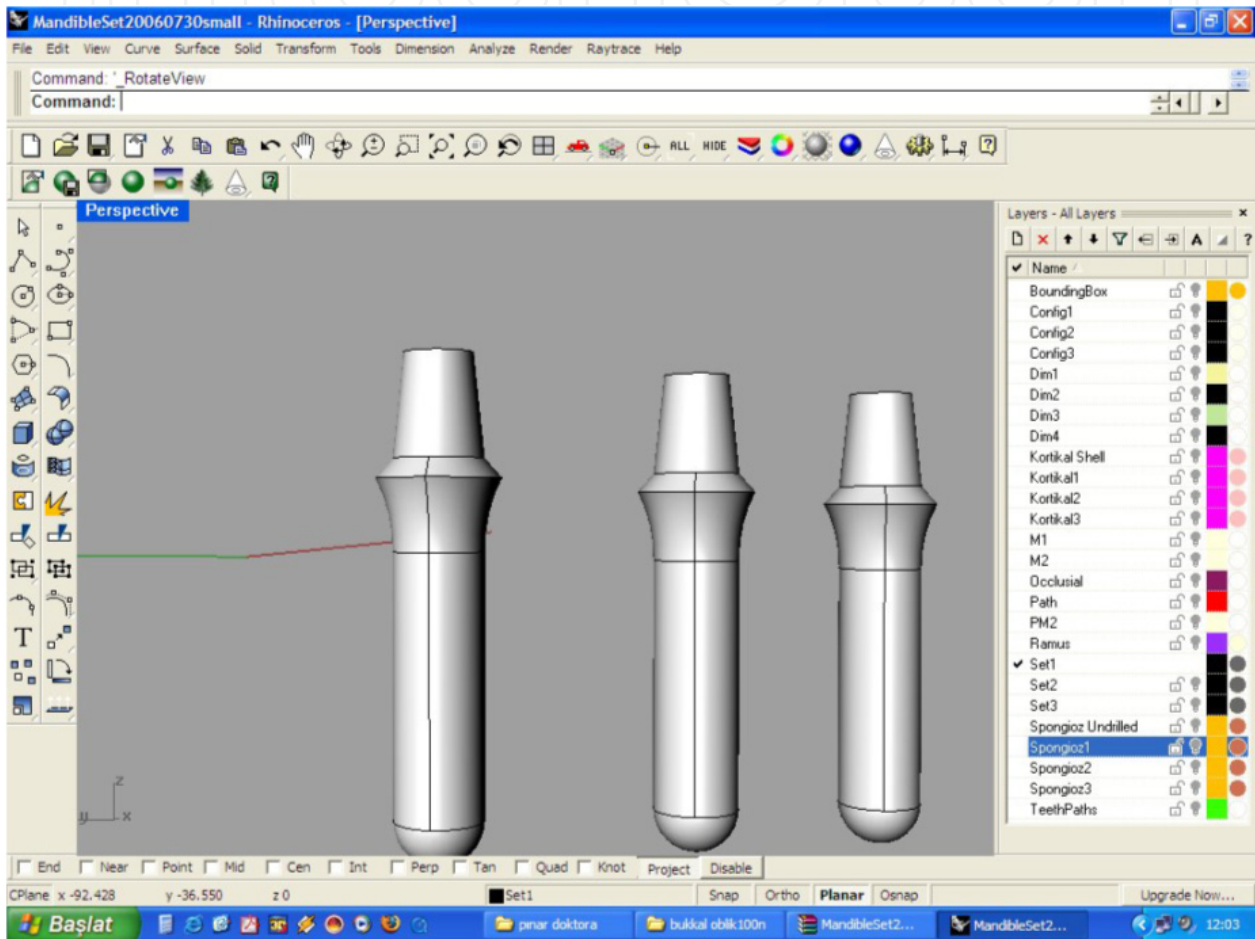 MandibleSet20060730small - Rhinoceros - [Perspective]
File Edit View Curve Surface Solid Transform Tools Dimension Analyze Render Raytrace Help
Command: '_RotateView
Command:
ALL HIDE
Perspective
Layers - All Layers
Name
BoundingBox
Config1
Config2
Config3
Dim1
Dim2
Dim3
Dim4
Kortikal Shell
Kortikal1
Kortikal2
Kortikal3
M1
M2
Occlusial
Path
PM2
Ramus
Set1
Set2
Set3
Spongioz Undrilled
Spongioz1
Spongioz2
Spongioz3
TeethPaths
z
y x
End Near Point Mid Cen Int Perp Tan Quad Knot Project Disable
CPlane x -92.428 y -36.550 z 0 Set1 Snap Ortho Planar Osnap Upgrade Now...
Başlat pınar doktora bukkal oblik100n MandibleSet2... MandibleSet2... 12:03